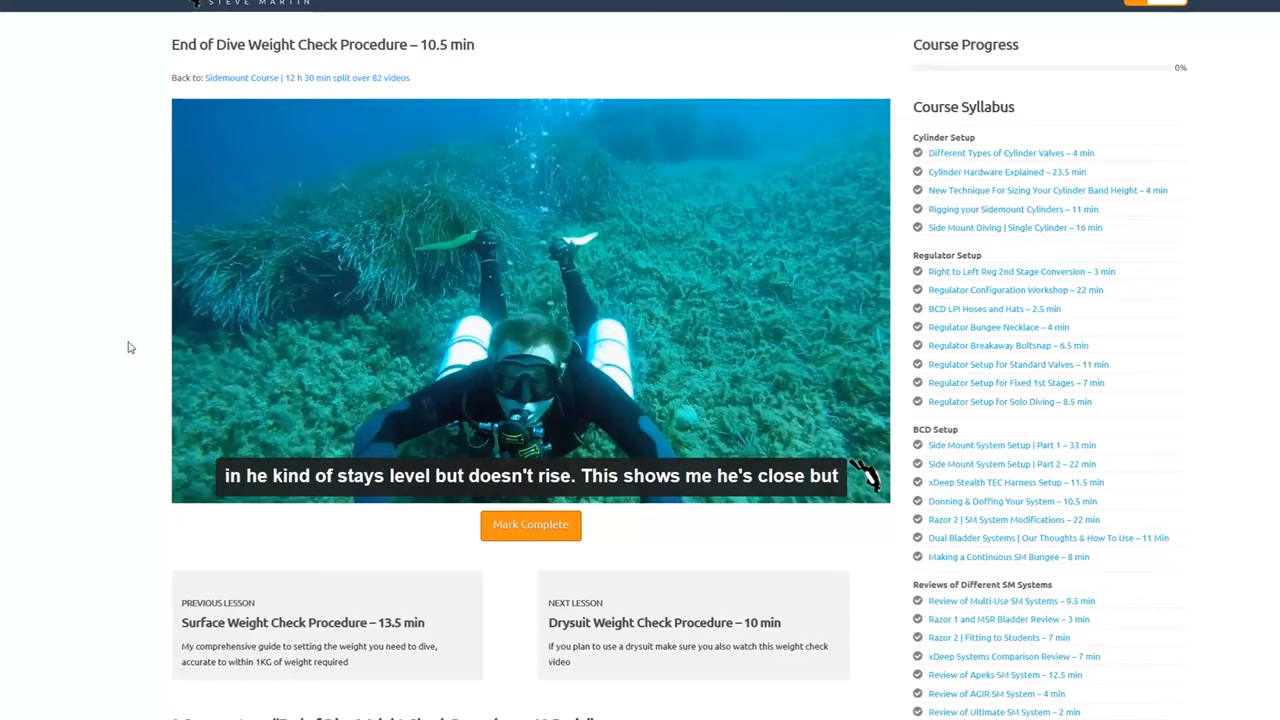 STEVE MARTIN
End of Dive Weight Check Procedure – 10.5 min
Back to: Sidemount Course | 12 h 30 min split over 82 videos
in he kind of stays level but doesn't rise. This shows me he's close but
Mark Complete
PREVIOUS LESSON
Surface Weight Check Procedure – 13.5 min
My comprehensive guide to setting the weight you need to dive,
accurate to within 1KG of weight required
NEXT LESSON
Drysuit Weight Check Procedure – 10 min
If you plan to use a drysuit make sure you also watch this weight check
video
Course Progress
0%
Course Syllabus
Cylinder Setup
Different Types of Cylinder Valves – 4 min
Cylinder Hardware Explained – 23.5 min
New Technique For Sizing Your Cylinder Band Height – 4 min
Rigging your Sidemount Cylinders – 11 min
Side Mount Diving | Single Cylinder – 16 min
Regulator Setup
Right to Left Reg 2nd Stage Conversion – 3 min
Regulator Configuration Workshop – 22 min
BCD LPI Hoses and Hats – 2.5 min
Regulator Bungee Necklace – 4 min
Regulator Breakaway Boltsnap – 6.5 min
Regulator Setup for Standard Valves – 11 min
Regulator Setup for Fixed 1st Stages – 7 min
Regulator Setup for Solo Diving – 8.5 min
BCD Setup
Side Mount System Setup | Part 1 – 33 min
Side Mount System Setup | Part 2 – 22 min
xDeep Stealth TEC Harness Setup – 11.5 min
Donning & Doffing Your System – 10.5 min
Razor 2 | SM System Modifications – 22 min
Dual Bladder Systems | Our Thoughts & How To Use – 11 Min
Making a Continuous SM Bungee – 8 min
Reviews of Different SM Systems
Review of Multi-Use SM Systems – 9.5 min
Razor 1 and MSR Bladder Review – 3 min
Razor 2 | Fitting to Students – 7 min
xDeep Systems Comparison Review – 7 min
Review of Apeks SM System – 12.5 min
Review of AGIR SM System – 4 min
Review of Ultimate SM System – 2 min